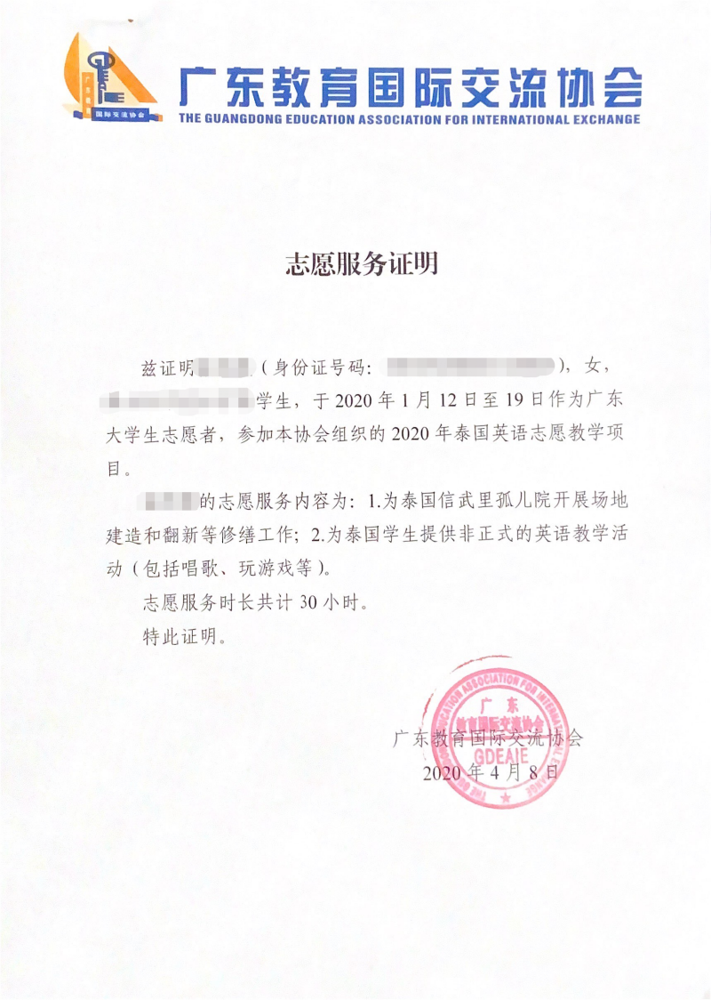 GDEAIE
广东教育
国际交流协会
广东教育国际交流协会
THE GUANGDONG EDUCATION ASSOCIATION FOR INTERNATIONAL EXCHANGE
志愿服务证明
兹证明（身份证号码：），女，
学生，于 2020 年 1 月 12 日至 19 日作为广东
大学生志愿者，参加本协会组织的 2020 年泰国英语志愿教学项
目。
的志愿服务内容为：1.为泰国信武里孤儿院开展场地
建造和翻新等修缮工作；2.为泰国学生提供非正式的英语教学活
动（包括唱歌、玩游戏等）。
志愿服务时长共计 30 小时。
特此证明。
广东教育国际交流协会
2020 年 4 月 8 日
THE GUANGDONG EDUCATION ASSOCIATION FOR INTERNATIONAL EXCHANGE
广东
教育国际交流协会
GDEAIE